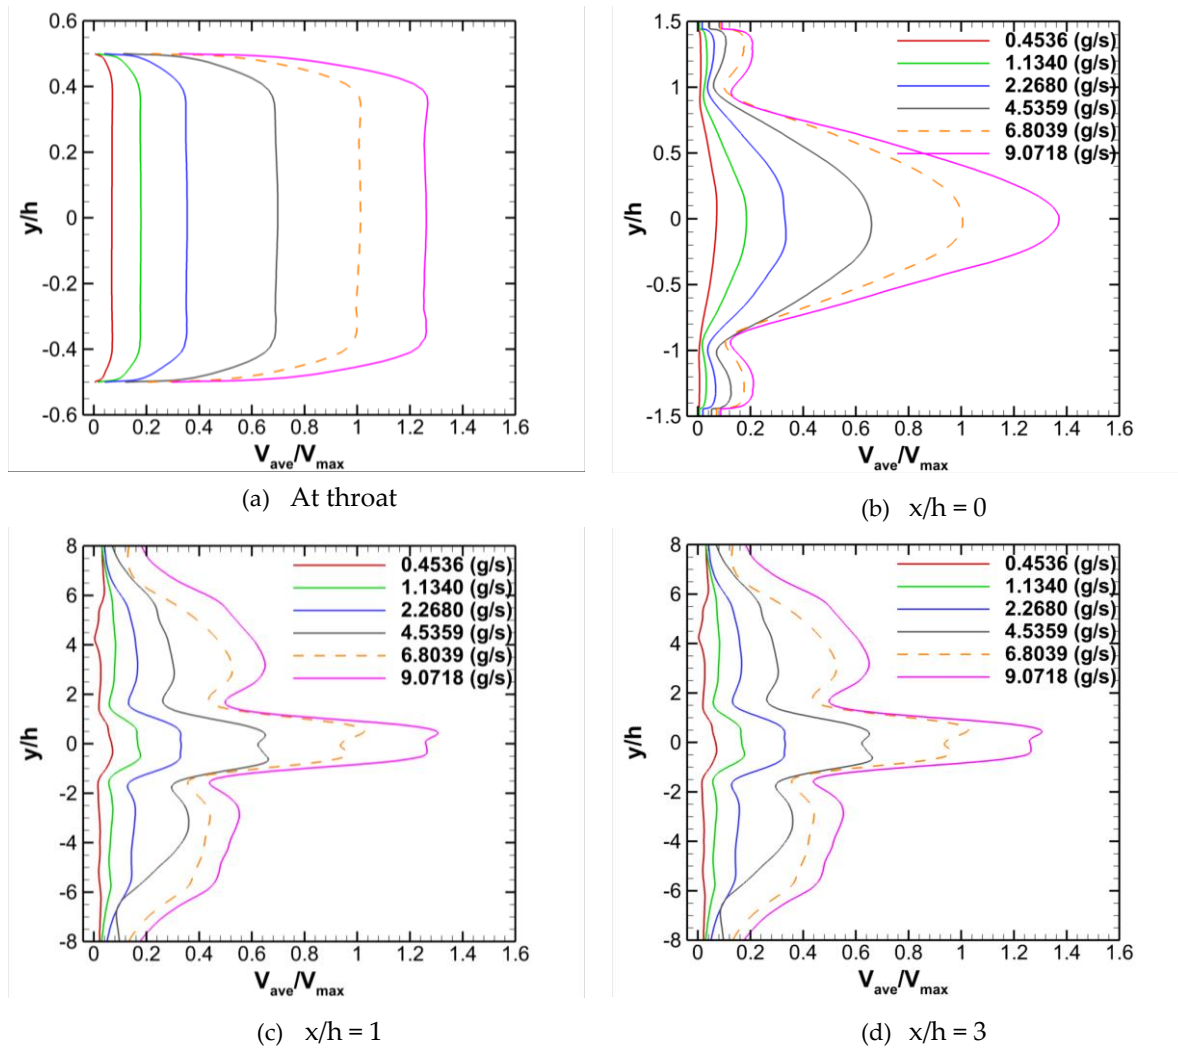 y/h
0.6
0.4
0.2
0
-0.2
-0.4
-0.6
0 0.2 0.4 0.6 0.8 1 1.2 1.4 1.6
Vave/Vmax
(a) At throat
y/h
1.5
1
0.5
0
-0.5
-1
-1.5
0.4536 (g/s)
1.1340 (g/s)
2.2680 (g/s)
4.5359 (g/s)
6.8039 (g/s)
9.0718 (g/s)
0 0.2 0.4 0.6 0.8 1 1.2 1.4 1.6
Vave/Vmax
(b) x/h = 0
y/h
8
6
4
2
0
-2
-4
-6
-8
0.4536 (g/s)
1.1340 (g/s)
2.2680 (g/s)
4.5359 (g/s)
6.8039 (g/s)
9.0718 (g/s)
0 0.2 0.4 0.6 0.8 1 1.2 1.4 1.6
Vave/Vmax
(c) x/h = 1
y/h
8
6
4
2
0
-2
-4
-6
-8
0.4536 (g/s)
1.1340 (g/s)
2.2680 (g/s)
4.5359 (g/s)
6.8039 (g/s)
9.0718 (g/s)
0 0.2 0.4 0.6 0.8 1 1.2 1.4 1.6
Vave/Vmax
(d) x/h = 3